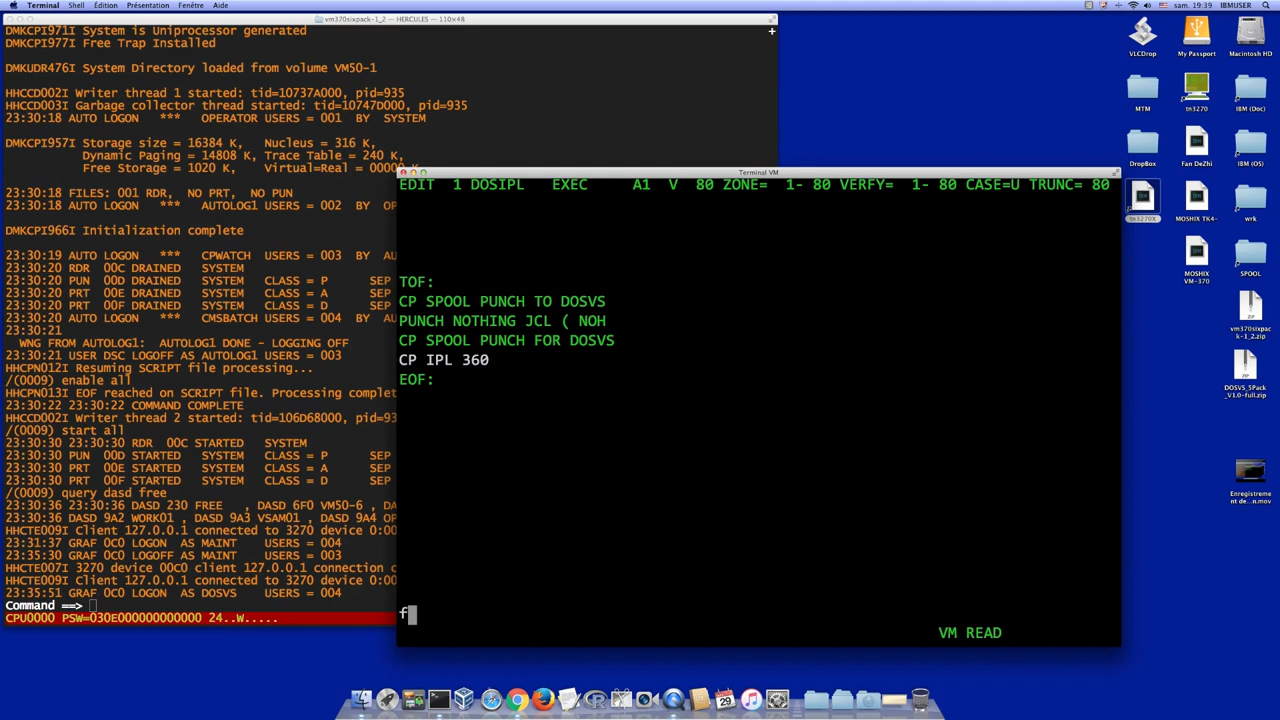 Terminal Shell Édition Présentation Fenêtre Aide
sam. 19:39 IBMUSER
vm370sixpack-1_2 — HERCULES — 110×48
DMKCPI971I System is Uniprocessor generated
DMKCPI977I Free Trap Installed
DMKUDR476I System Directory loaded from volume VM50-1
HHCCD002I Writer thread 1 started: tid=10737A000, pid=935
HHCCD003I Garbage collector thread started: tid=10747D000, pid=935
23:30:18 AUTO LOGON *** OPERATOR USERS = 001 BY SYSTEM
DMKCPI957I Storage size = 16384 K, Nucleus = 316 K,
Dynamic Paging = 14808 K, Trace Table = 240 K,
Free Storage = 1020 K, Virtual=Real = 00000
23:30:18 FILES: 001 RDR, NO PRT, NO PUN
23:30:18 AUTO LOGON *** AUTOLOG1 USERS = 002 BY OP
DMKCPI966I Initialization complete
23:30:19 AUTO LOGON *** CPWATCH USERS = 003 BY AU
23:30:20 RDR 00C DRAINED SYSTEM
23:30:20 PUN 00D DRAINED SYSTEM CLASS = P SEP
23:30:20 PRT 00E DRAINED SYSTEM CLASS = A SEP
23:30:20 PRT 00F DRAINED SYSTEM CLASS = D SEP
23:30:20 AUTO LOGON *** CMSBATCH USERS = 004 BY AU
23:30:21
WNG FROM AUTOLOG1: AUTOLOG1 DONE - LOGGING OFF
23:30:21 USER DSC LOGOFF AS AUTOLOG1 USERS = 003
HHCPN012I Resuming SCRIPT file processing...
/(0009) enable all
HHCPN013I EOF reached on SCRIPT file. Processing complet
23:30:22 23:30:22 COMMAND COMPLETE
HHCCD002I Writer thread 2 started: tid=106D68000, pid=93
/(0009) start all
23:30:30 23:30:30 RDR 00C STARTED SYSTEM
23:30:30 PUN 00D STARTED SYSTEM CLASS = P SEP
23:30:30 PRT 00E STARTED SYSTEM CLASS = A SEP
23:30:30 PRT 00F STARTED SYSTEM CLASS = D SEP
/(0009) query dasd free
23:30:36 23:30:36 DASD 230 FREE , DASD 6F0 VM50-6 , DA
23:30:36 DASD 9A2 WORK01 , DASD 9A3 VSAM01 , DASD 9A4 OP
HHCTE009I Client 127.0.0.1 connected to 3270 device 0:00
23:31:37 GRAF 0C0 LOGON AS MAINT USERS = 004
23:35:30 GRAF 0C0 LOGOFF AS MAINT USERS = 003
HHCTE007I 3270 device 00C0 client 127.0.0.1 connection c
HHCTE009I Client 127.0.0.1 connected to 3270 device 0:00
23:35:51 GRAF 0C0 LOGON AS DOSVS USERS = 004
Command ==>
CPU0000 PSW=030E000000000000 24..W.....
Terminal VM
EDIT 1 DOSIPL EXEC A1 V 80 ZONE= 1- 80 VERFY= 1- 80 CASE=U TRUNC= 80
TOF:
CP SPOOL PUNCH TO DOSVS
PUNCH NOTHING JCL ( NOH
CP SPOOL PUNCH FOR DOSVS
CP IPL 360
EOF:
f
VM READ
VLCDrop
My Passport
Macintosh HD
MTM
tn3270
IBM (Doc)
DropBox
Fan DeZhi
IBM (OS)
tn3270X
MOSHIX TK4-
wrk
MOSHIX
VM-370
SPOOL
vm370sixpack
-1_2.zip
DOSVS_5Pack
_V1.0-full.zip
Enregistreme
nt de...n.mov